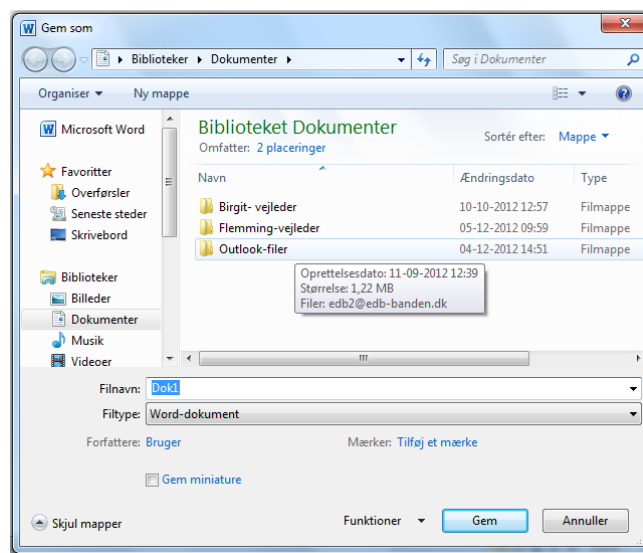 Gem som
Biblioteker Dokumenter Søg i Dokumenter
Organiser Ny mappe
Microsoft Word
Favoritter
Overførsler
Seneste steder
Skrivebord
Biblioteker
Billeder
Dokumenter
Musik
Videoer
Biblioteket Dokumenter
Omfatter: 2 placeringer
Sortér efter: Mappe
Navn Ændringsdato Type
Birgit- vejleder 10-10-2012 12:57 Filmappe
Flemming-vejleder 05-12-2012 09:59 Filmappe
Outlook-filer 04-12-2012 14:51 Filmappe
Oprettelsesdato: 11-09-2012 12:39
Størrelse: 1,22 MB
Filer: edb2@edb-banden.dk
Filnavn: Dok1
Filtype: Word-dokument
Forfattere: Bruger Mærker: Tilføj et mærke
Gem miniature
Skjul mapper Funktioner Gem Annuller